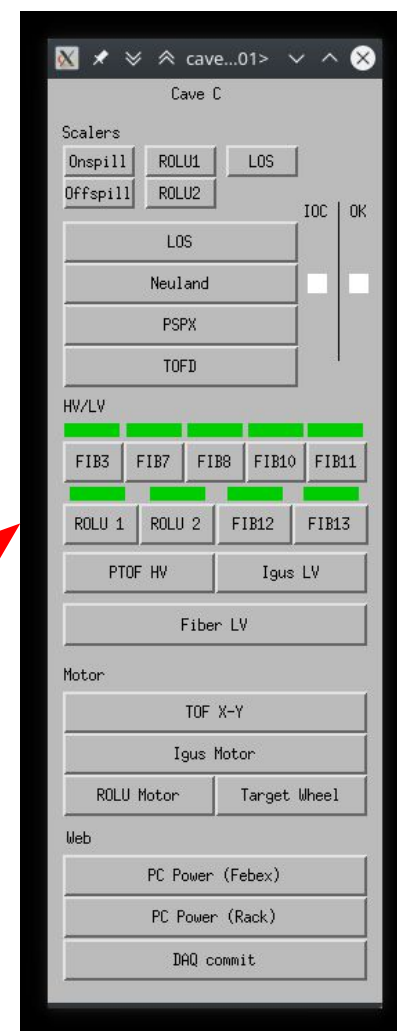 cave...01>
Cave C
Scalers
Onspill ROLU1 LOS
Offspill ROLU2
IOC OK
LOS
Neuland
PSPX
TOFD
HV/LV
FIB3 FIB7 FIB8 FIB10 FIB11
ROLU 1 ROLU 2 FIB12 FIB13
PTOF HV Igus LV
Fiber LV
Motor
TOF X-Y
Igus Motor
ROLU Motor Target Wheel
Web
PC Power (Febex)
PC Power (Rack)
DAQ commit